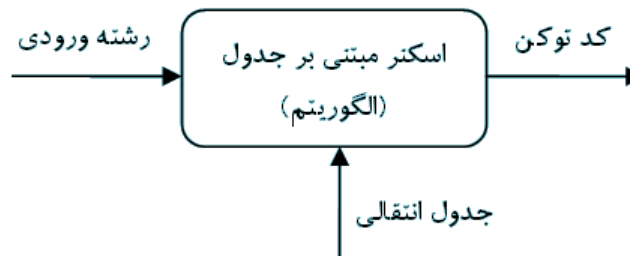 رشته ورودی
اسکنر مبتنی بر جدول
(الگوریتم)
کد توکن
جدول انتقالی